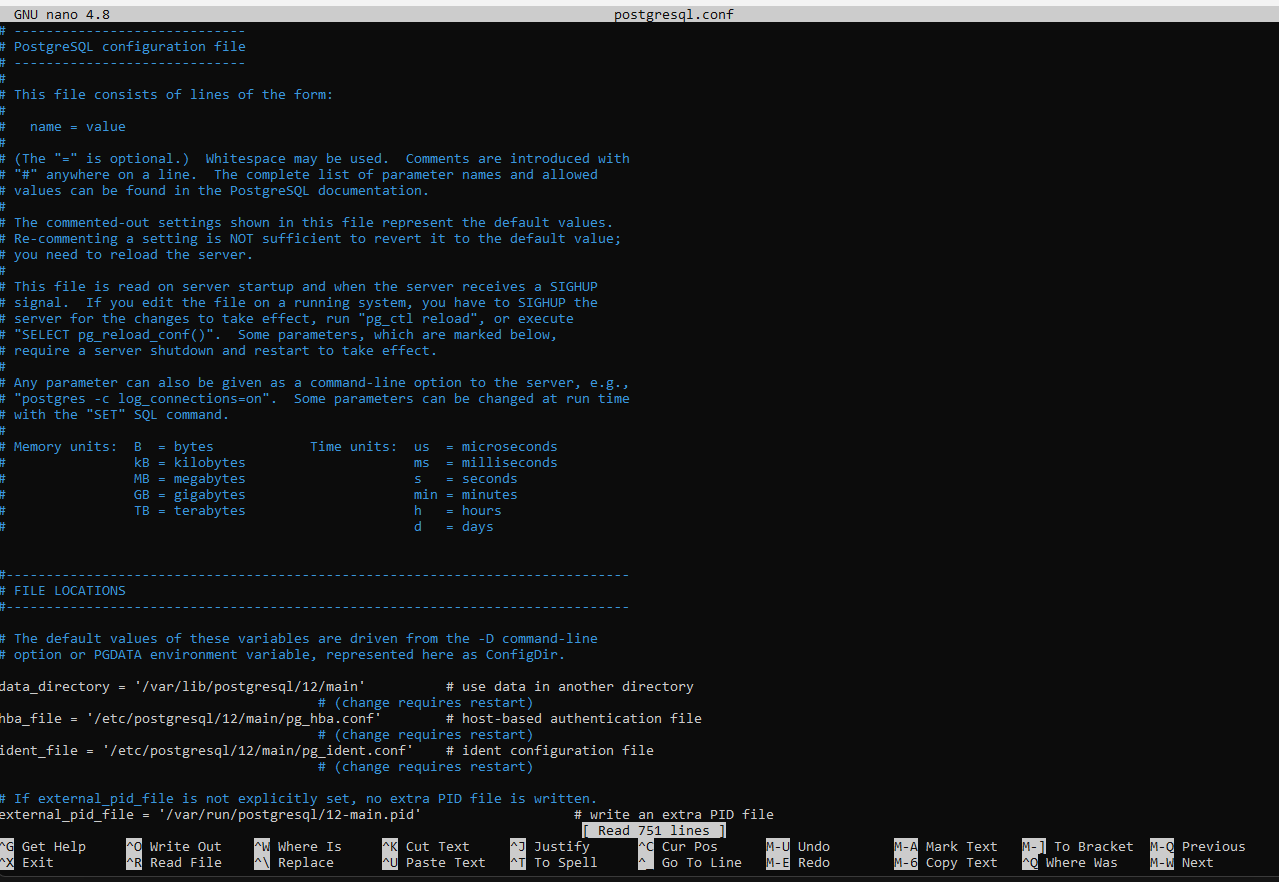 GNU nano 4.8 postgresql.conf
# -----------------------------
# PostgreSQL configuration file
# -----------------------------
#
# This file consists of lines of the form:
#
#   name = value
#
# (The "=" is optional.)  Whitespace may be used.  Comments are introduced with
# "#" anywhere on a line.  The complete list of parameter names and allowed
# values can be found in the PostgreSQL documentation.
#
# The commented-out settings shown in this file represent the default values.
# Re-commenting a setting is NOT sufficient to revert it to the default value;
# you need to reload the server.
#
# This file is read on server startup and when the server receives a SIGHUP
# signal.  If you edit the file on a running system, you have to SIGHUP the
# server for the changes to take effect, run "pg_ctl reload", or execute
# "SELECT pg_reload_conf()".  Some parameters, which are marked below,
# require a server shutdown and restart to take effect.
#
# Any parameter can also be given as a command-line option to the server, e.g.,
# "postgres -c log_connections=on".  Some parameters can be changed at run time
# with the "SET" SQL command.
#
# Memory units:  B  = bytes            Time units:  us  = microseconds
#                kB = kilobytes                     ms  = milliseconds
#                MB = megabytes                     s   = seconds
#                GB = gigabytes                     min = minutes
#                TB = terabytes                     h   = hours
#                                                   d   = days
#------------------------------------------------------------------------------
# FILE LOCATIONS
#------------------------------------------------------------------------------
# The default values of these variables are driven from the -D command-line
# option or PGDATA environment variable, represented here as ConfigDir.
data_directory = '/var/lib/postgresql/12/main'          # use data in another directory
# (change requires restart)
hba_file = '/etc/postgresql/12/main/pg_hba.conf'        # host-based authentication file
# (change requires restart)
ident_file = '/etc/postgresql/12/main/pg_ident.conf'    # ident configuration file
# (change requires restart)
# If external_pid_file is not explicitly set, no extra PID file is written.
external_pid_file = '/var/run/postgresql/12-main.pid'                   # write an extra PID file
[ Read 751 lines ]
^G Get Help ^O Write Out ^W Where Is ^K Cut Text ^J Justify ^C Cur Pos M-U Undo M-A Mark Text M-] To Bracket M-Q Previous
^X Exit ^R Read File ^\ Replace ^U Paste Text ^T To Spell ^_ Go To Line M-E Redo M-6 Copy Text ^Q Where Was M-W Next